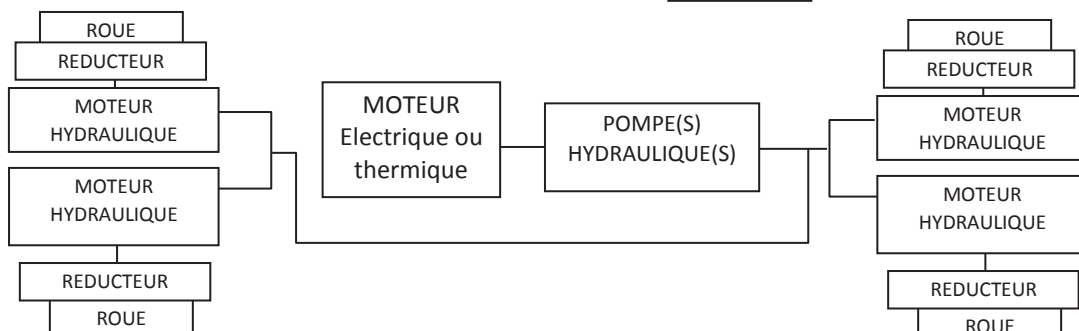 ROUE
REDUCTEUR
MOTEUR
HYDRAULIQUE
MOTEUR
HYDRAULIQUE
REDUCTEUR
ROUE
MOTEUR
Electrique ou
thermique
POMPE(S)
HYDRAULIQUE(S)
ROUE
REDUCTEUR
MOTEUR
HYDRAULIQUE
MOTEUR
HYDRAULIQUE
REDUCTEUR
ROUE